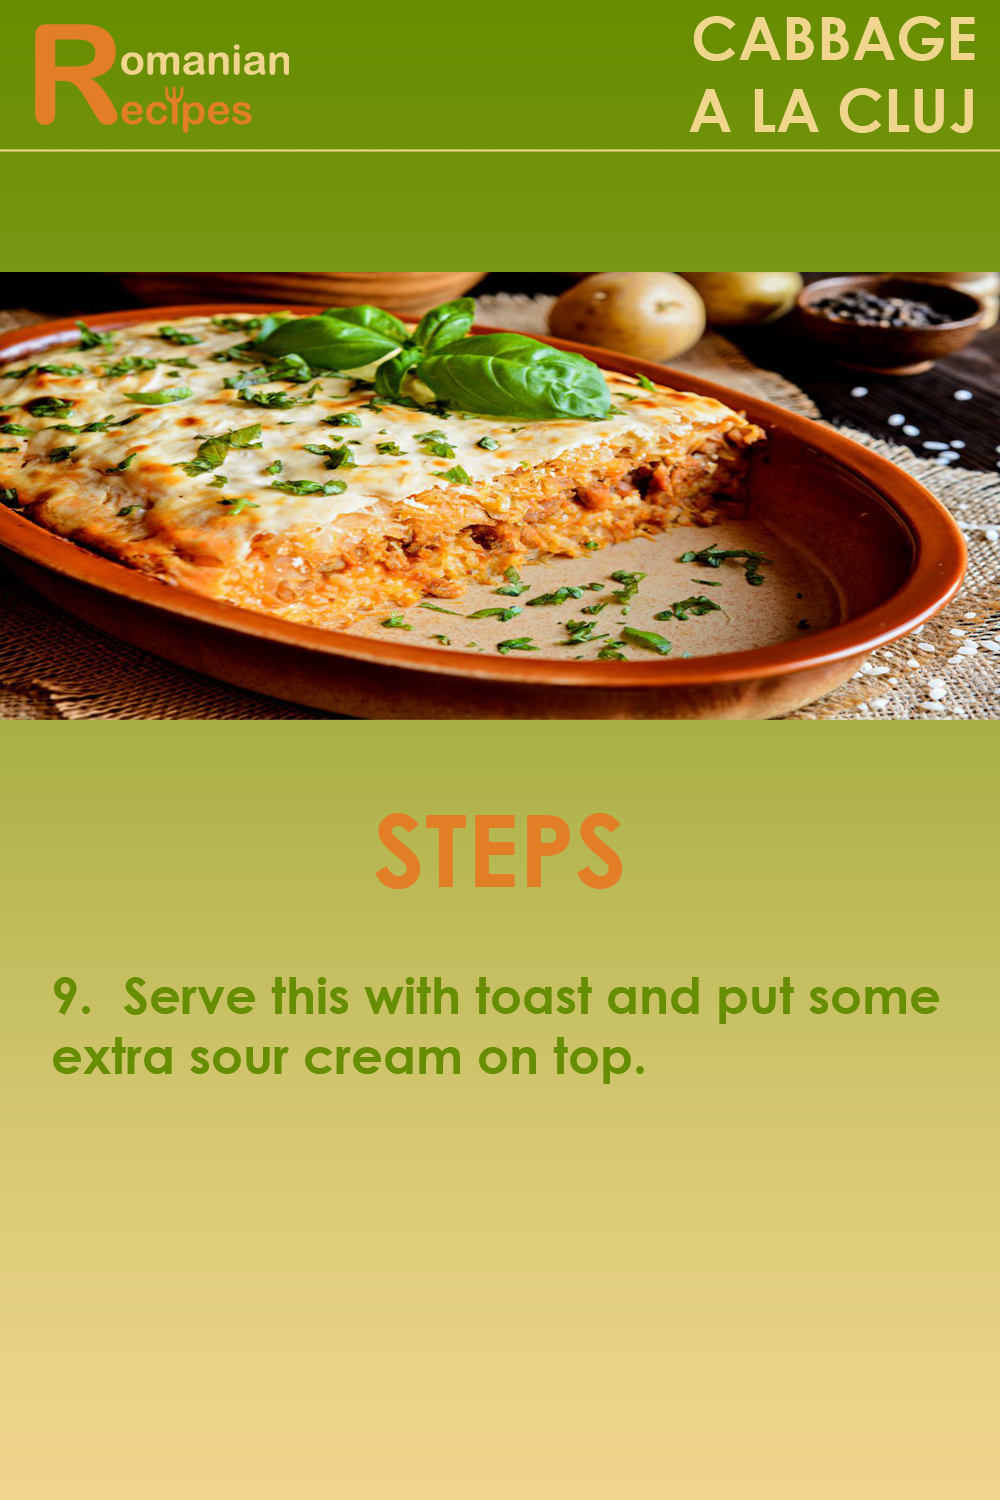 Romanian
Recipes
CABBAGE
A LA CLUJ
STEPS
9. Serve this with toast and put some
extra sour cream on top.